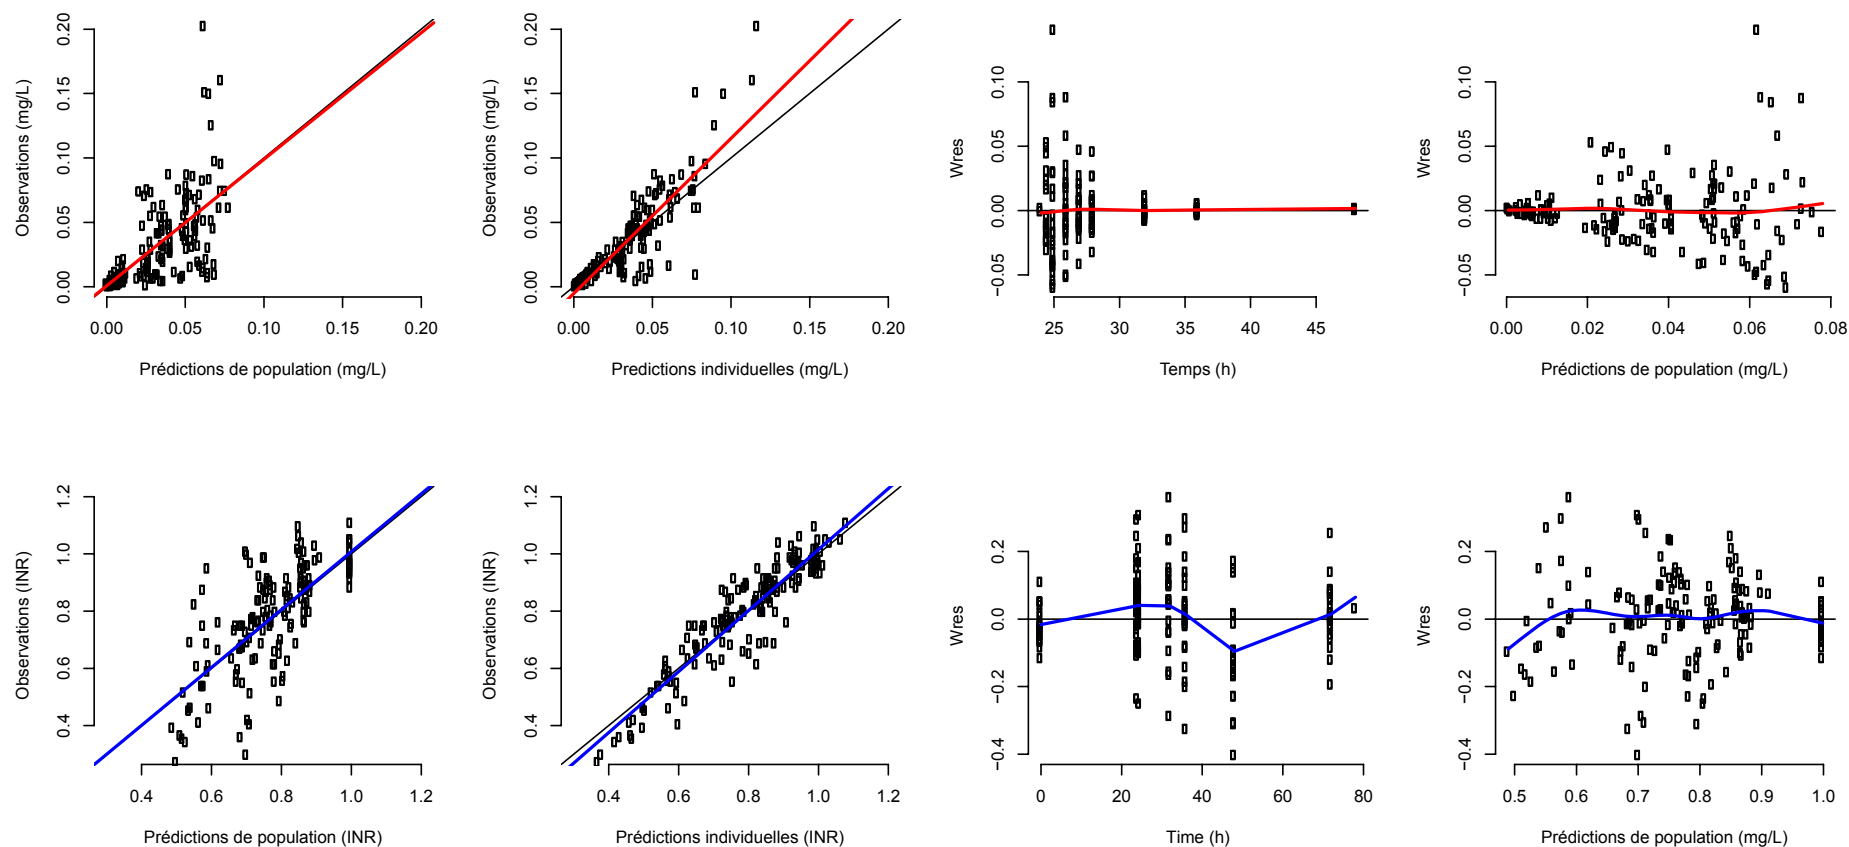 Observations (mg/L)
0.00 0.05 0.10 0.15 0.20
0.00 0.05 0.10 0.15 0.20
Prédictions de population (mg/L)
Observations (mg/L)
0.00 0.05 0.10 0.15 0.20
0.00 0.05 0.10 0.15 0.20
Predictions individuelles (mg/L)
Wres
−0.05 0.00 0.05 0.10
25 30 35 40 45
Temps (h)
Wres
−0.05 0.00 0.05 0.10
0.00 0.02 0.04 0.06 0.08
Prédictions de population (mg/L)
Observations (INR)
0.4 0.6 0.8 1.0 1.2
0.4 0.6 0.8 1.0 1.2
Prédictions de population (INR)
Observations (INR)
0.4 0.6 0.8 1.0 1.2
0.4 0.6 0.8 1.0 1.2
Prédictions individuelles (INR)
Wres
−0.4 −0.2 0.0 0.2
0 20 40 60 80
Time (h)
Wres
−0.4 −0.2 0.0 0.2
0.5 0.6 0.7 0.8 0.9 1.0
Prédictions de population (mg/L)